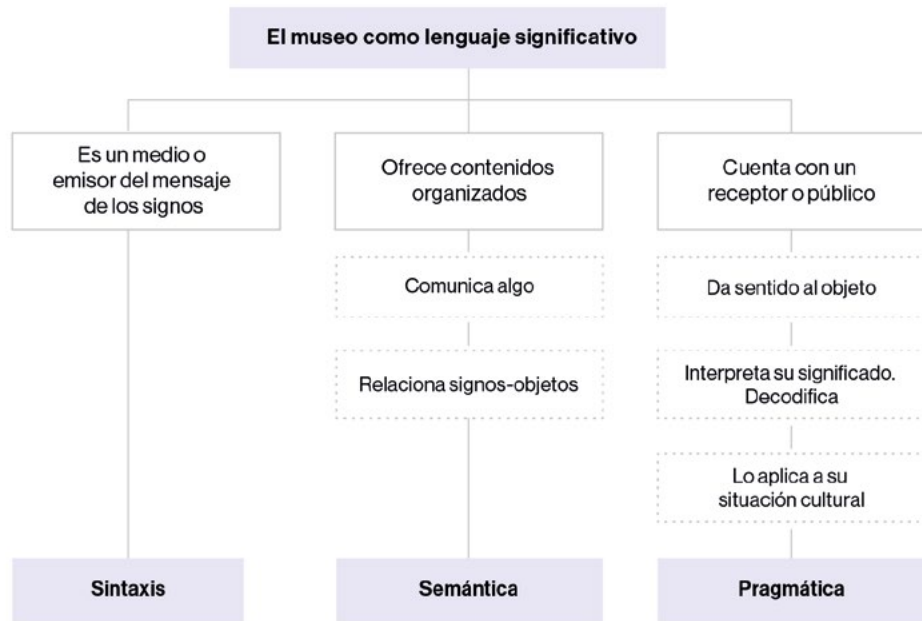 El museo como lenguaje significativo
Es un medio o
emisor del mensaje
de los signos
Ofrece contenidos
organizados
Cuenta con un
receptor o público
Comunica algo
Da sentido al objeto
Relaciona signos-objetos
Interpreta su significado.
Decodifica
Lo aplica a su
situación cultural
Sintaxis
Semántica
Pragmática